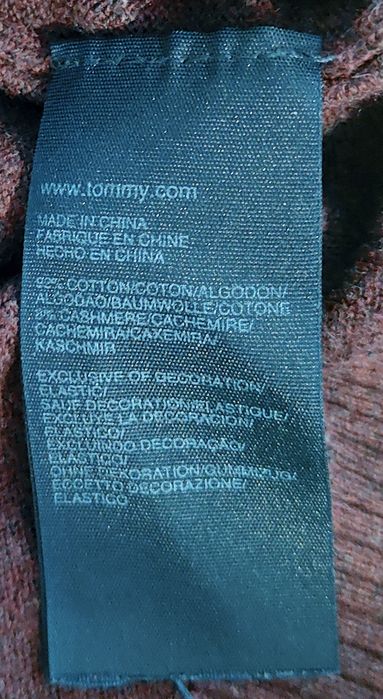 www.tommy.com
MADE IN CHINA
FABRIQUE EN CHINE
HECHO EN CHINA
COTTON/COTON/ALGODON/
ALGODAO/BAUMWOLLE/COTONE
CASHMERE/CACHEMIRE/
CACHEMIRA/CAXEMIRA/
KASCHMIR
EXCLUSIVE OF DECORATION/
ELASTIC/
SAUF DECORATION/ELASTIQUE/
EXCLUYE LA DECORACION/
ELASTICO/
EXCLUINDO DECORAÇÃO/
ELASTICO/
OHNE DEKORATION/GUMMIZUG/
ECCETTO DECORAZIONE/
ELASTICO